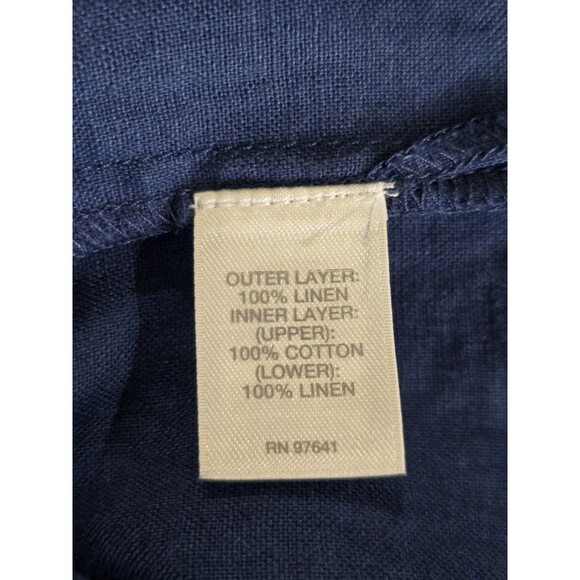 OUTER LAYER:
100% LINEN
INNER LAYER:
(UPPER):
100% COTTON
(LOWER):
100% LINEN
RN 97641